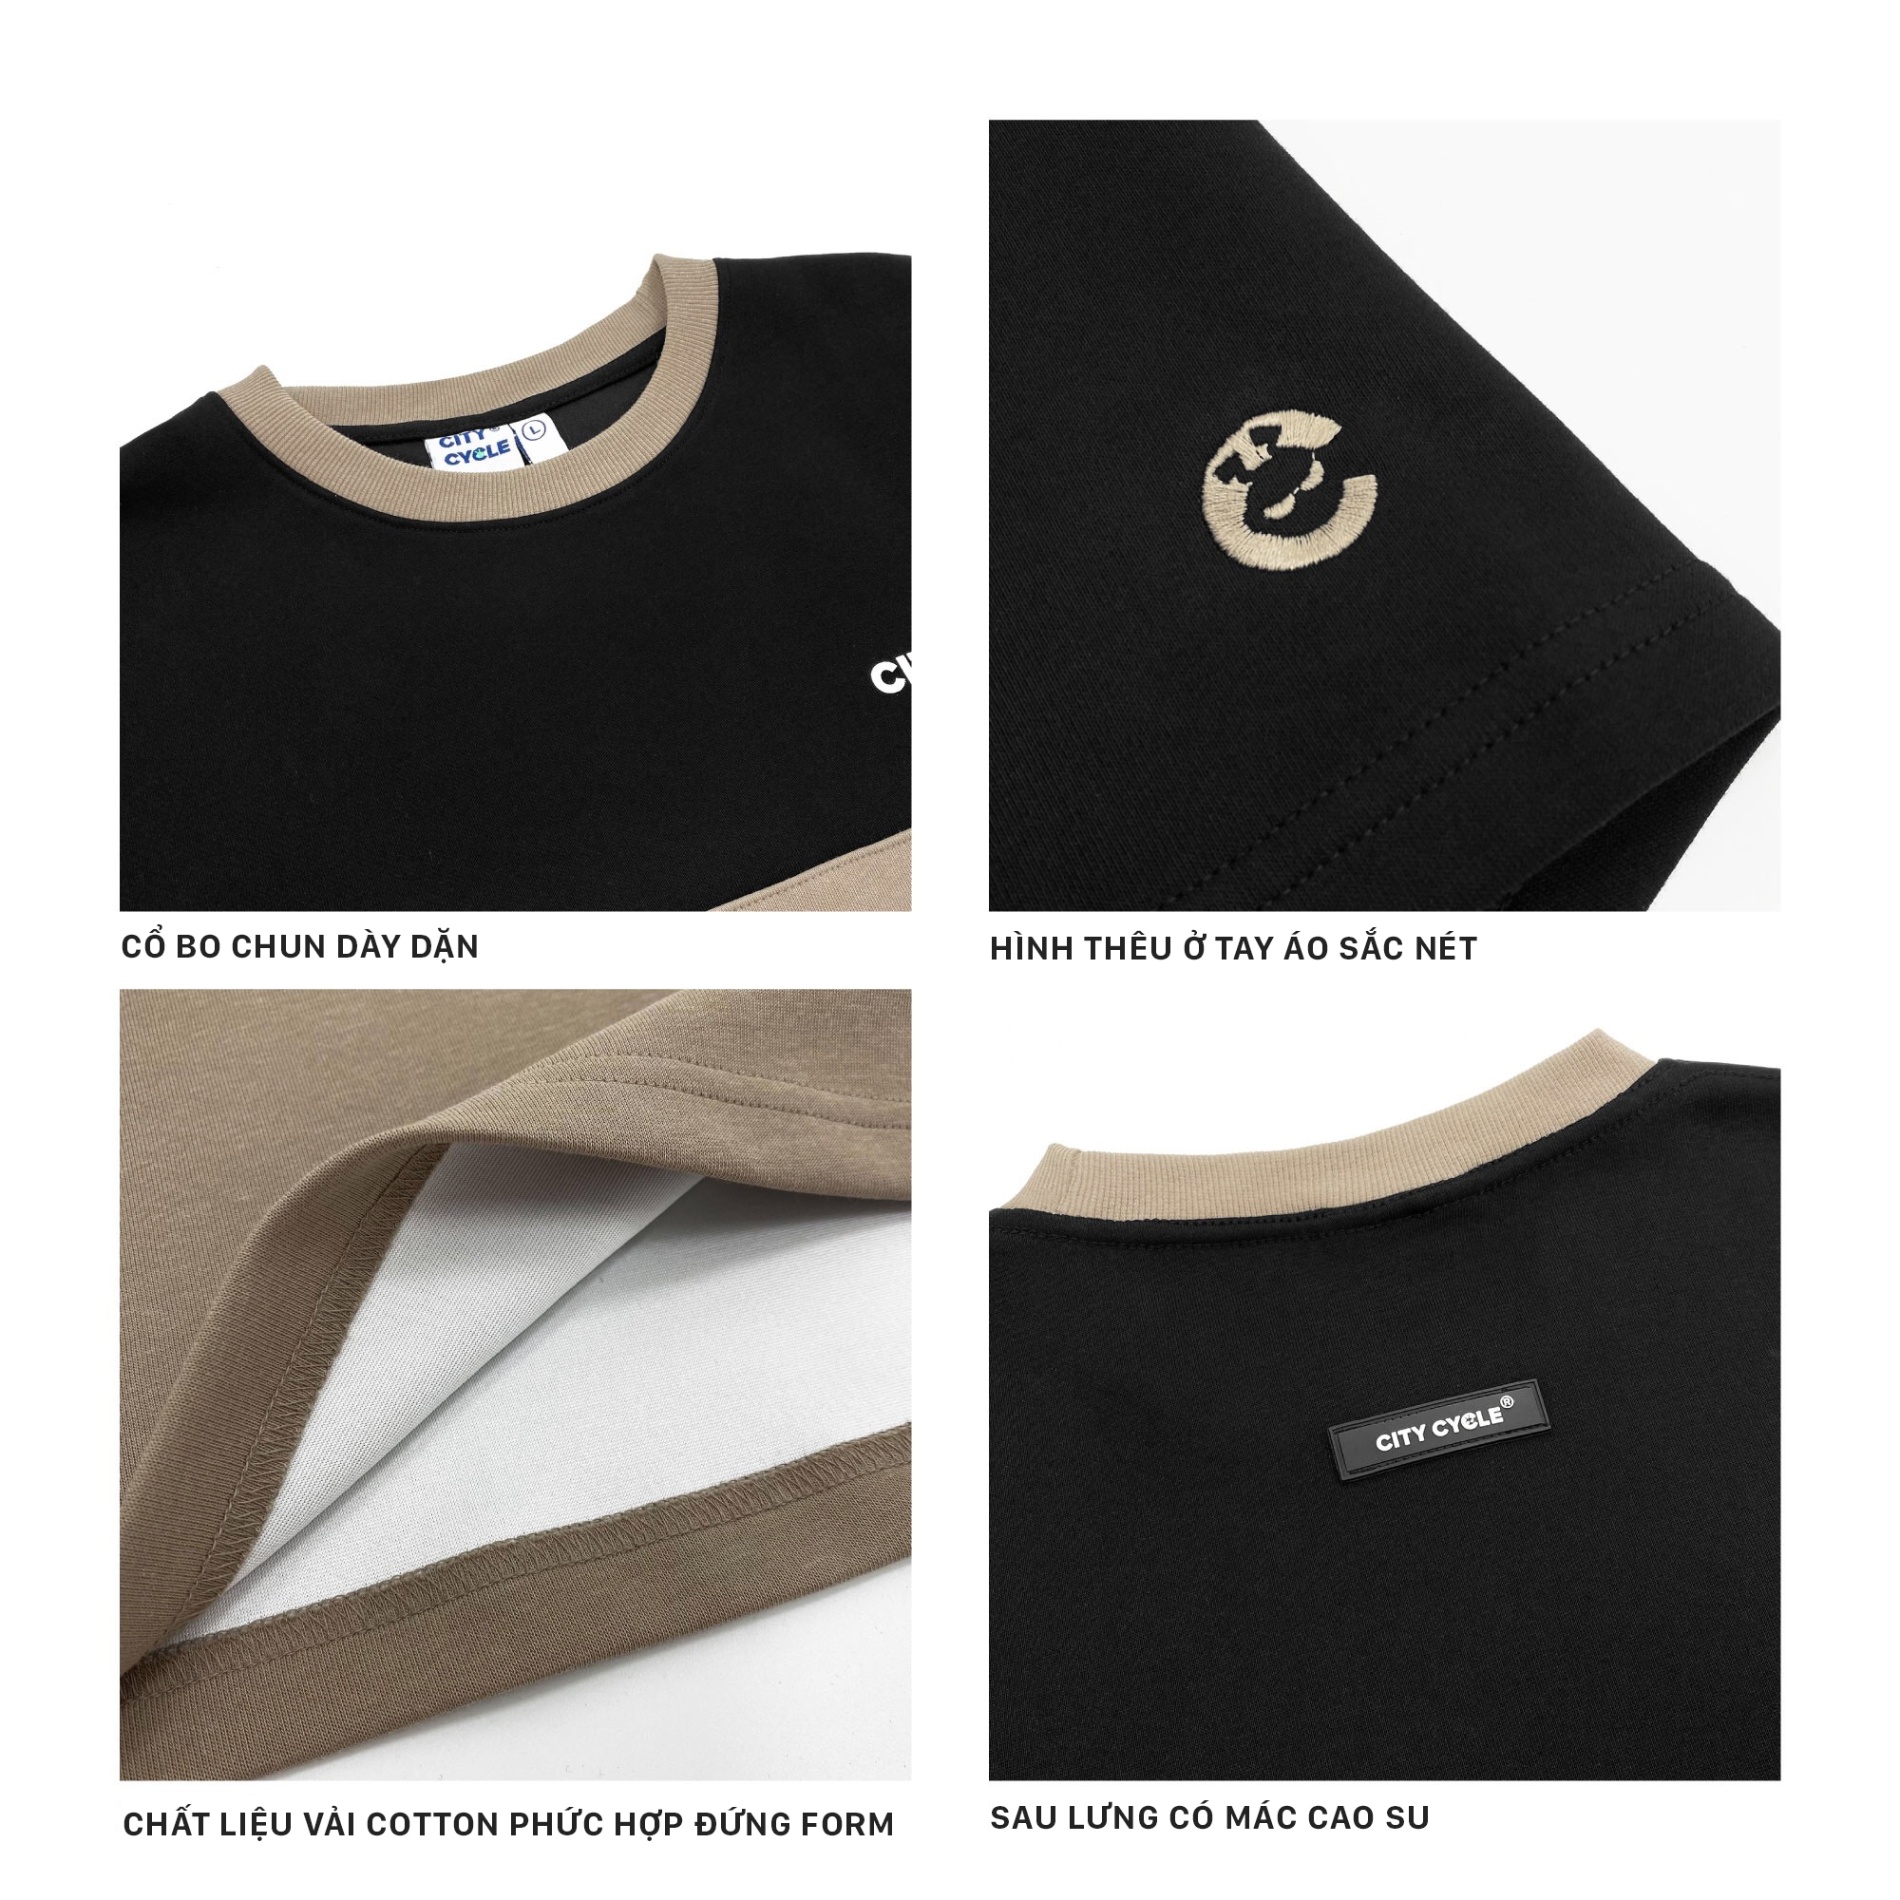 CITY®
CYCLE
L
CI
CỔ BO CHUN DÀY DẶN
HÌNH THÊU Ở TAY ÁO SẮC NÉT
CITY CYCLE®
CHẤT LIỆU VẢI COTTON PHỨC HỢP ĐỨNG FORM
SAU LƯNG CÓ MÁC CAO SU